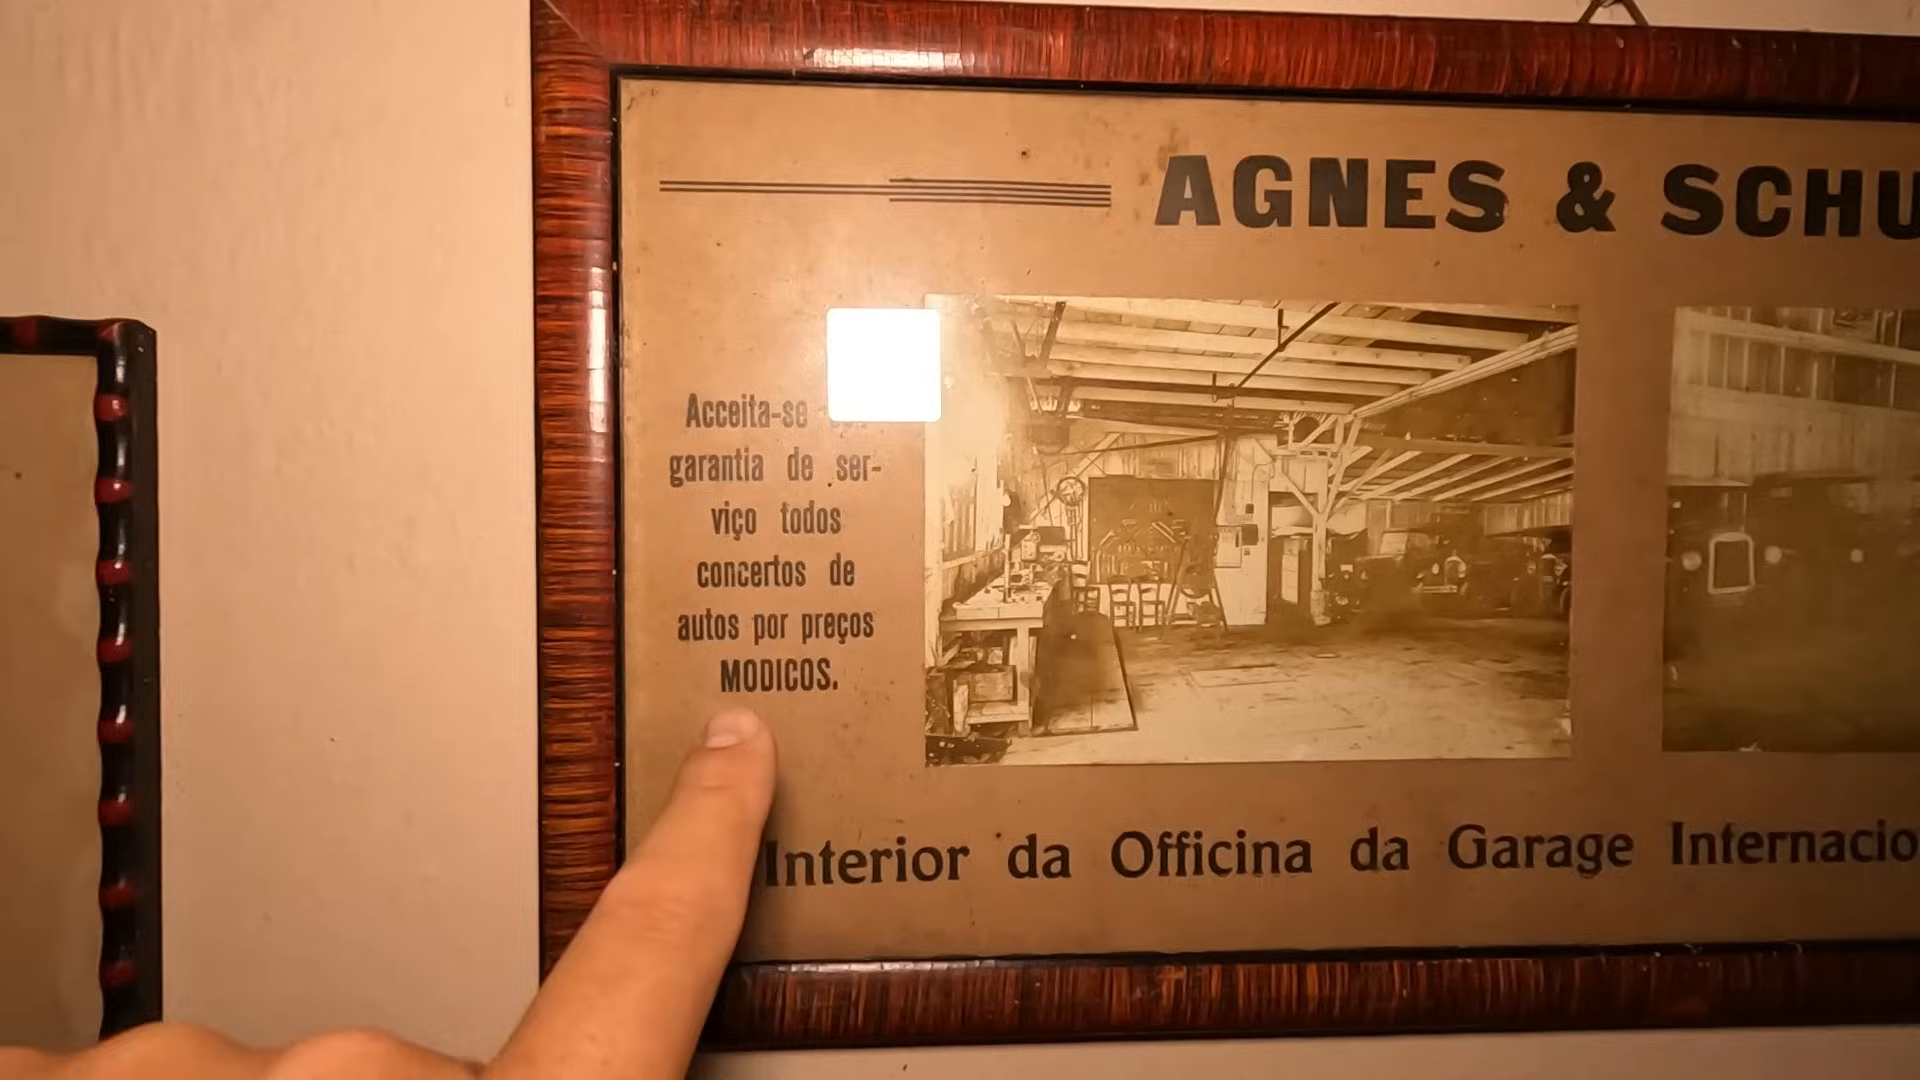 AGNES & SCHU
Acceita-se
garantia de ser-
viço todos
concertos de
autos por preços
MODICOS.
Interior da Officina da Garage Internacio